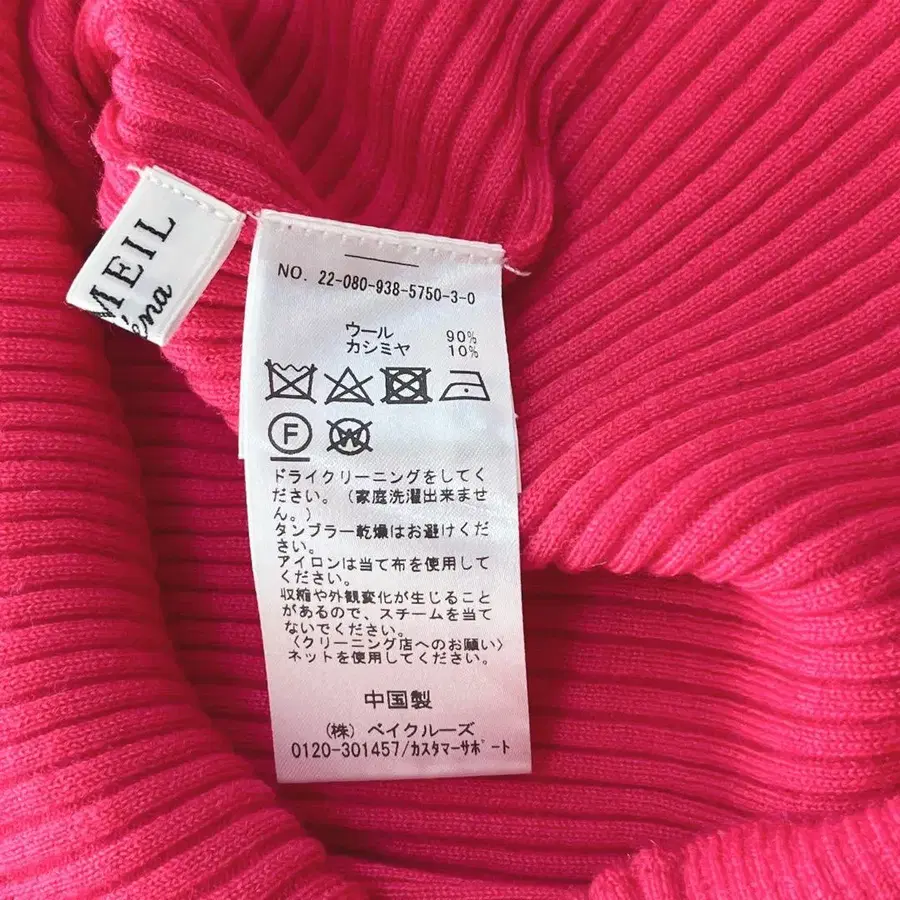 MEIL
éna
NO. 22-080-938-5750-3-0
ウール 90%
カシミヤ 10%
F
W
ドライクリーニングをしてく
ださい。（家庭洗濯出来ませ
ん。）
タンブラー乾燥はお避けくだ
さい。
アイロンは当て布を使用して
ください。
収縮や外観変化が生じること
があるので、スチームを当て
ないでください。
〈クリーニング店へのお願い〉
ネットを使用してください。
中国製
(株) ベイクルーズ
0120-301457/カスタマーサポート